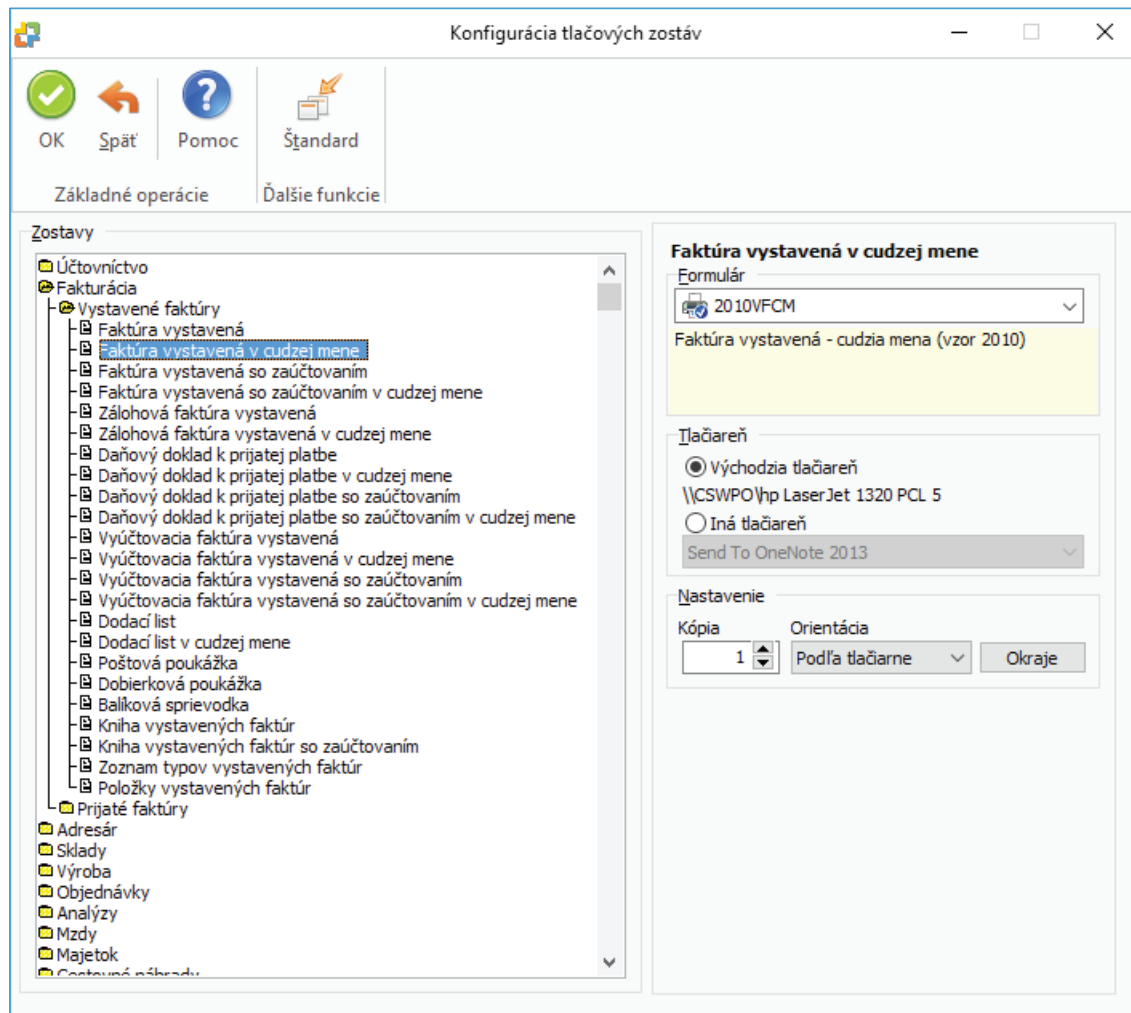 Konfigurácia tlačových zostáv
OK
Späť
Pomoc
Štandard
Základné operácie
Ďalšie funkcie
Zostavy
Účtovníctvo
Fakturácia
Vystavené faktúry
Faktúra vystavená
Faktúra vystavená v cudzej mene
Faktúra vystavená so zaúčtovaním
Faktúra vystavená so zaúčtovaním v cudzej mene
Zálohová faktúra vystavená
Zálohová faktúra vystavená v cudzej mene
Daňový doklad k prijatej platbe
Daňový doklad k prijatej platbe v cudzej mene
Daňový doklad k prijatej platbe so zaúčtovaním
Daňový doklad k prijatej platbe so zaúčtovaním v cudzej mene
Vyúčtovacia faktúra vystavená
Vyúčtovacia faktúra vystavená v cudzej mene
Vyúčtovacia faktúra vystavená so zaúčtovaním
Vyúčtovacia faktúra vystavená so zaúčtovaním v cudzej mene
Dodací list
Dodací list v cudzej mene
Poštová poukážka
Dobierková poukážka
Balíková sprievodka
Kniha vystavených faktúr
Kniha vystavených faktúr so zaúčtovaním
Zoznam typov vystavených faktúr
Položky vystavených faktúr
Prijaté faktúry
Adresár
Sklady
Výroba
Objednávky
Analýzy
Mzdy
Majetok
Cestovné náhrady
Faktúra vystavená v cudzej mene
Formulár
2010VFCM
Faktúra vystavená - cudzia mena (vzor 2010)
Tlačiareň
Východzia tlačiareň
\\CSWPO\hp LaserJet 1320 PCL 5
Iná tlačiareň
Send To OneNote 2013
Nastavenie
Kópia
Orientácia
1
Podľa tlačiarne
Okraje